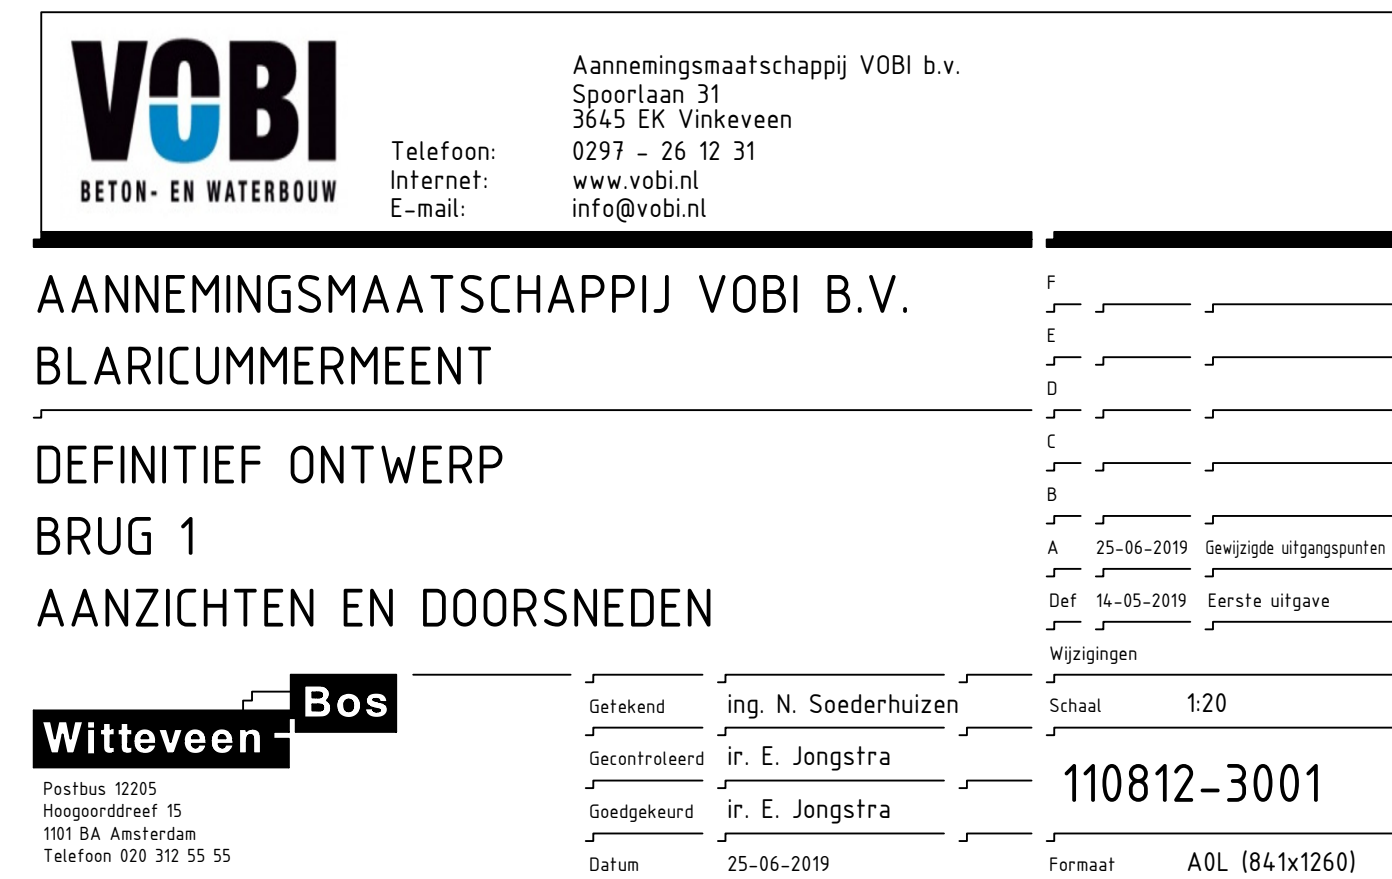 VOBI
BETON- EN WATERBOUW
Aannemingsmaatschappij VOBI b.v.
Spoorlaan 31
3645 EK Vinkeveen
Telefoon: 0297 - 26 12 31
Internet: www.vobi.nl
E-mail: info@vobi.nl
AANNEMINGSMAATSCHAPPIJ VOBI B.V.
BLARICUMMERMEENT
DEFINITIEF ONTWERP
BRUG 1
AANZICHTEN EN DOORSNEDEN
F
E
D
C
B
A 25-06-2019 Gewijzigde uitgangspunten
Def 14-05-2019 Eerste uitgave
Wijzigingen
Witteveen Bos
Postbus 12205
Hoogoorddreef 15
1101 BA Amsterdam
Telefoon 020 312 55 55
Getekend ing. N. Soederhuizen
Gecontroleerd ir. E. Jongstra
Goedgekeurd ir. E. Jongstra
Datum 25-06-2019
Schaal 1:20
110812-3001
Formaat A0L (841x1260)